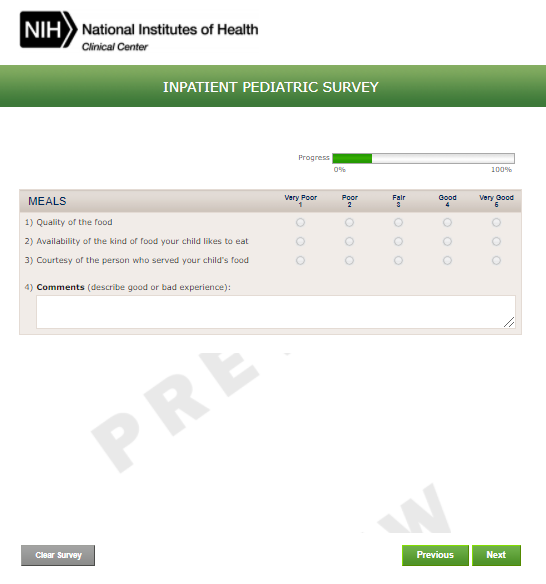 NIH National Institutes of Health
Clinical Center
INPATIENT PEDIATRIC SURVEY
Progress
0% 100%
MEALS Very Poor 1 Poor 2 Fair 3 Good 4 Very Good 5
1) Quality of the food
2) Availability of the kind of food your child likes to eat
3) Courtesy of the person who served your child's food
4) Comments (describe good or bad experience):
PRE
W
Clear Survey Previous Next